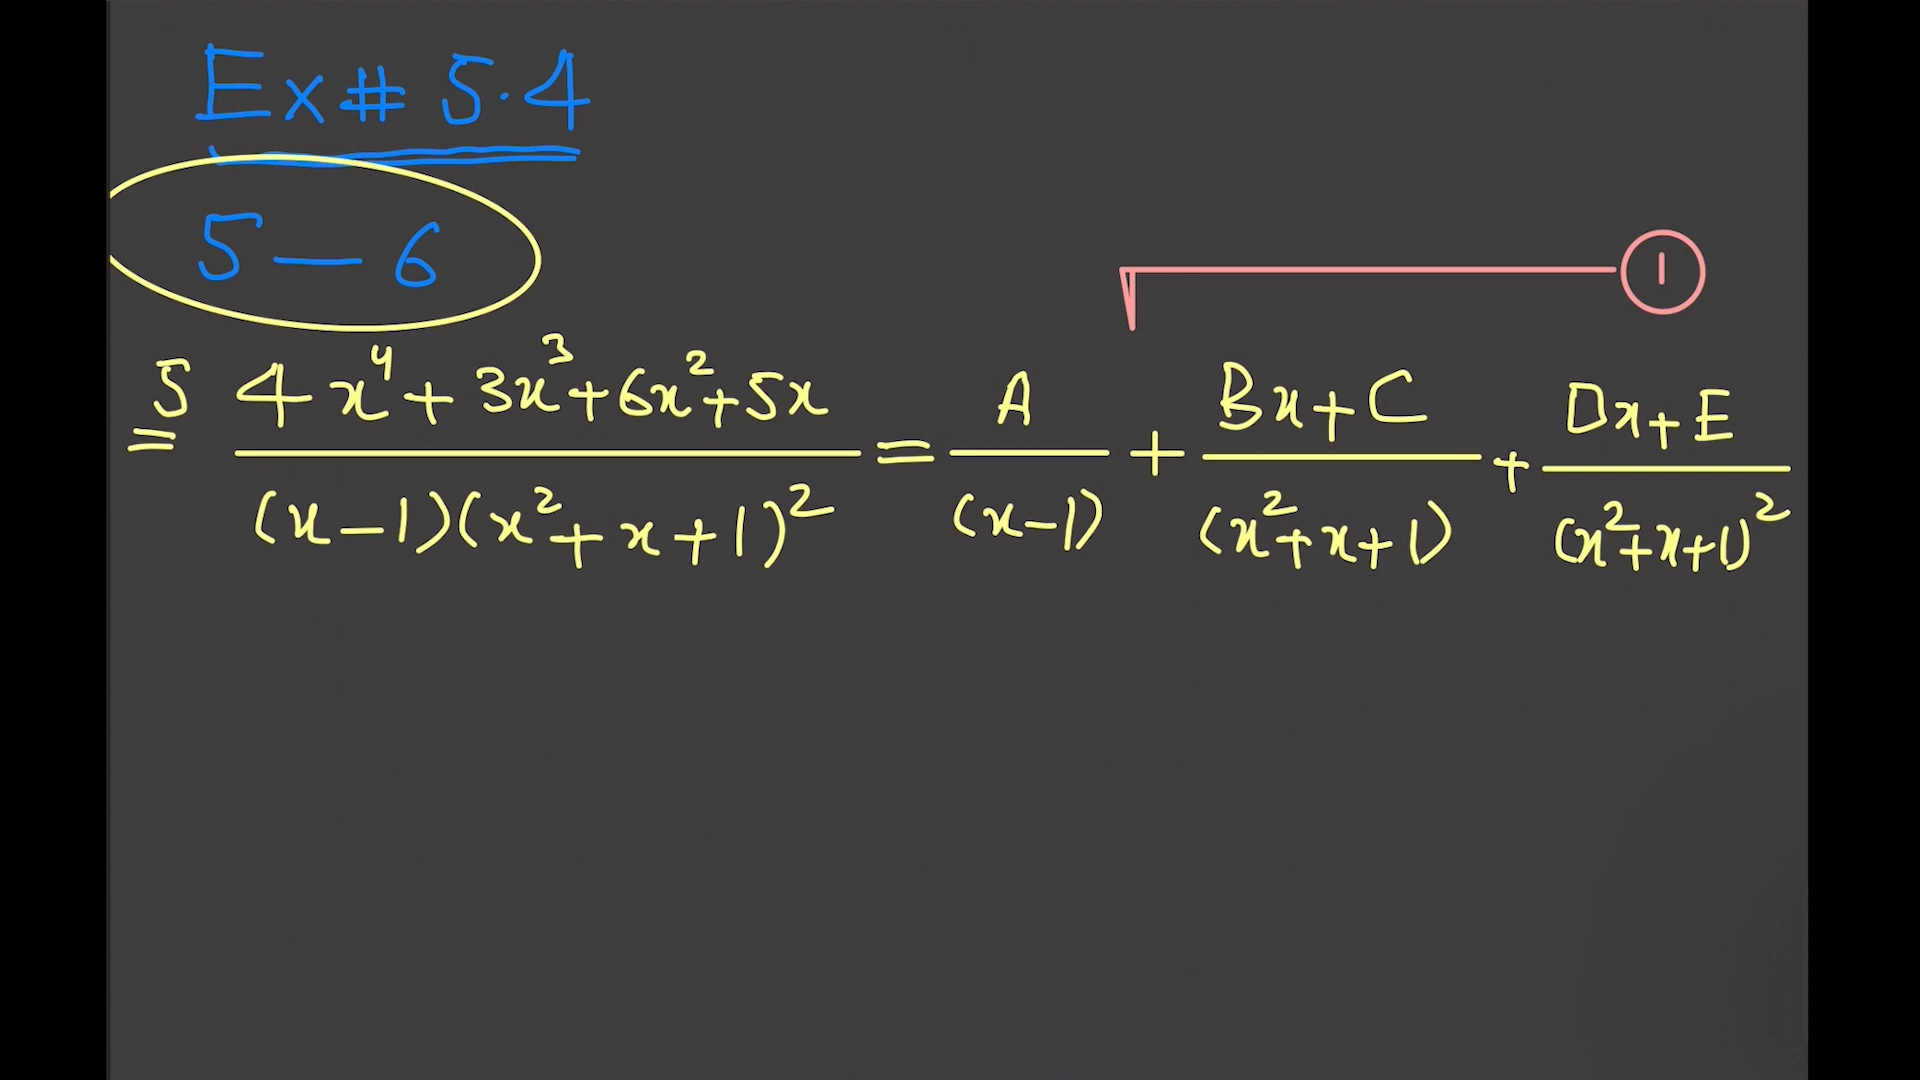 Ex# 5.4
5 — 6
1
5 4x⁴ + 3x³ + 6x² + 5x / (x-1)(x²+x+1)² = A / (x-1) + Bx+C / (x²+x+1) + Dx+E / (x²+x+1)²